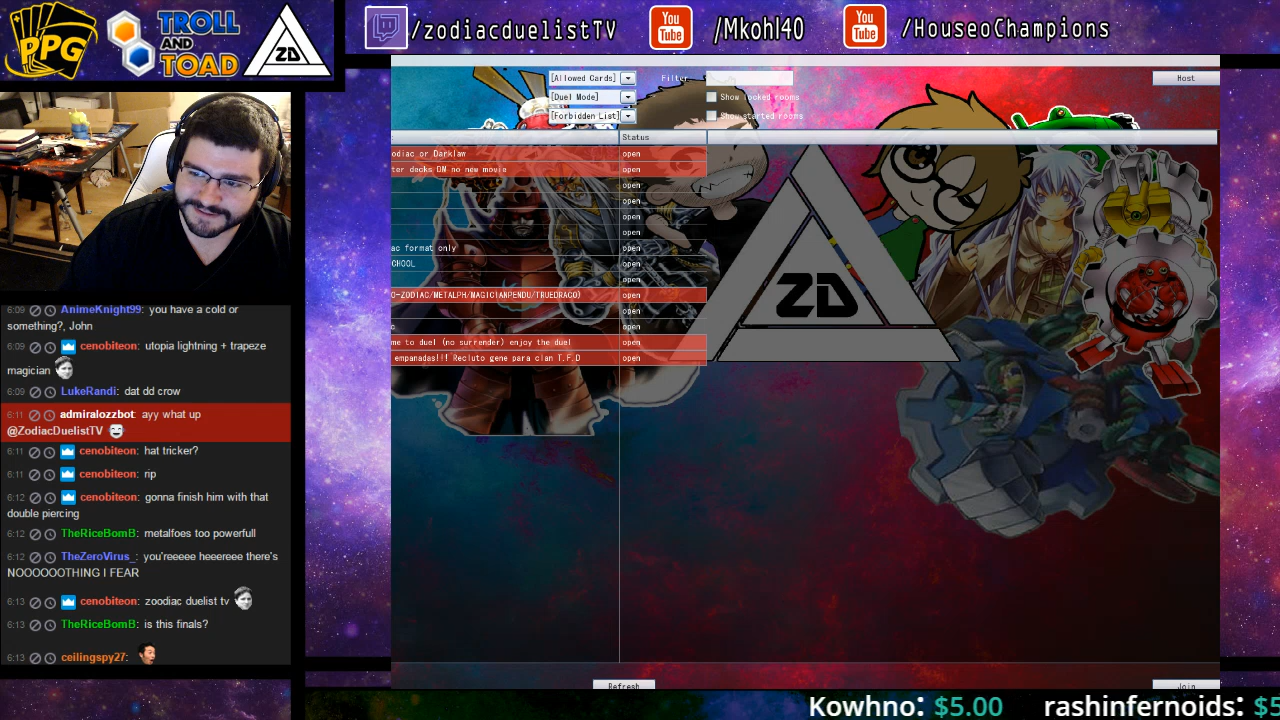 PPG
TROLL
AND
TOAD
ZD
/zodiacduelistTV
You
Tube
/Mkohl40
You
Tube
/HouseoChampions
[Allowed Cards]
Filter
[Duel Mode]
Show locked rooms
[Forbidden List]
Show started rooms
Host
Status
odiac or Darklaw open
ter decks DM no new movie open
open
open
open
open
ac format only open
CHOOL open
open
O-ZODIAC/METALPH/MAGICIANPENDU/TRUEDRACO) open
open
c open
me to duel (no surrender) enjoy the duel open
empanadas!!! Recluto gene para clan T.F.D open
ZD
Refresh
Join
6:09 AnimeKnight99: you have a cold or
something?, John
6:09 cenobiteon: utopia lightning + trapeze
magician
6:09 LukeRandi: dat dd crow
6:11 admiralozzbot: ayy what up
@ZodiacDuelistTV
6:11 cenobiteon: hat tricker?
6:11 cenobiteon: rip
6:12 cenobiteon: gonna finish him with that
double piercing
6:12 TheRiceBomB: metalfoes too powerfull
6:12 TheZeroVirus_: you'reeeee heeereee there's
NOOOOOOTHING I FEAR
6:13 cenobiteon: zoodiac duelist tv
6:13 TheRiceBomB: is this finals?
6:13 ceilingspy27:
Kowhno: $5.00 rashinfernoids: $5